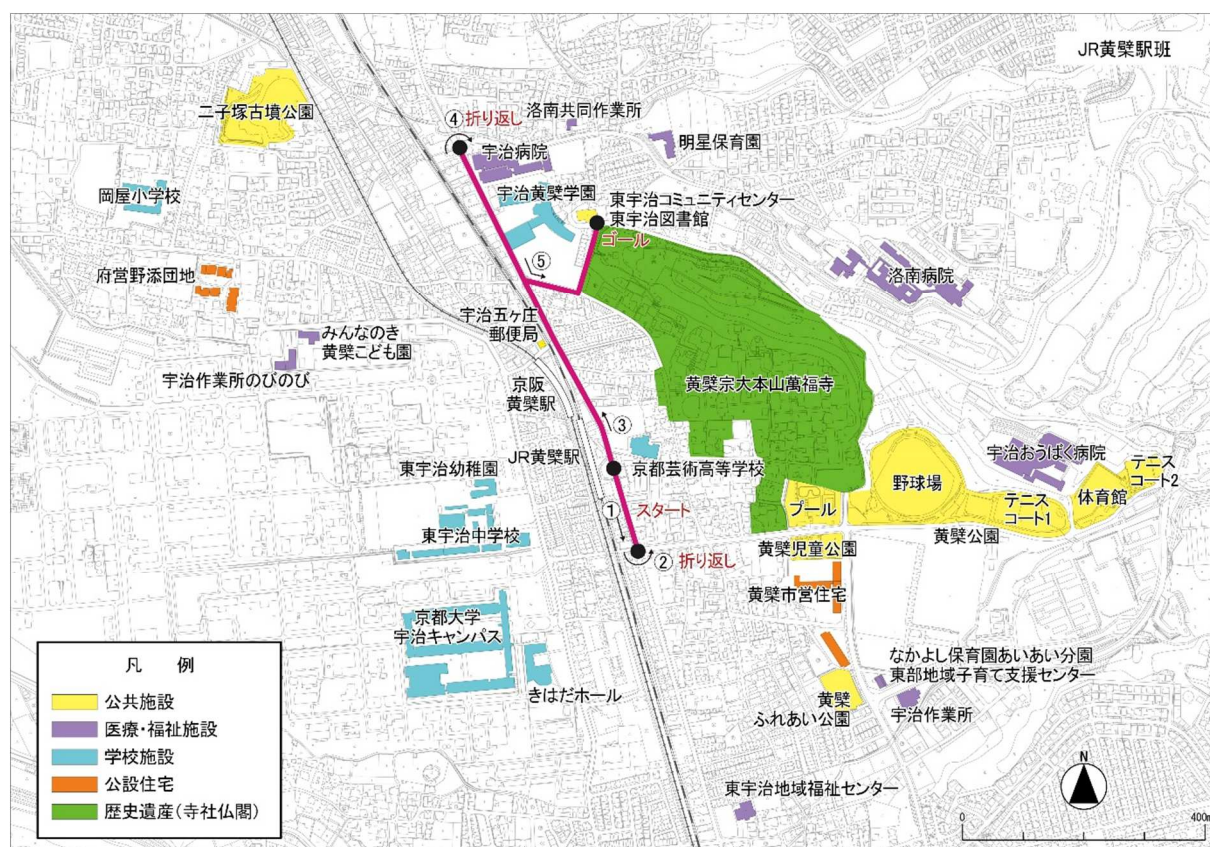 JR黄檗駅班
二子塚古墳公園
④
折り返し
洛南共同作業所
明星保育園
宇治病院
岡屋小学校
宇治黄檗学園
東宇治コミュニティセンター
東宇治図書館
ゴール
⑤
洛南病院
府営野添団地
宇治五ヶ庄
郵便局
みんなのき
黄檗こども園
宇治作業所のびのび
京阪
黄檗駅
黄檗宗大本山萬福寺
③
JR黄檗駅
京都芸術高等学校
東宇治幼稚園
宇治おうばく病院
野球場
テニス
コート2
体育館
テニス
コート1
プール
①
スタート
東宇治中学校
黄檗公園
②
折り返し
黄檗児童公園
黄檗市営住宅
京都大学
宇治キャンパス
きはだホール
なかよし保育園あいあい分園
東部地域子育て支援センター
黄檗
ふれあい公園
宇治作業所
東宇治地域福祉センター
凡 例
公共施設
医療・福祉施設
学校施設
公設住宅
歴史遺産(寺社仏閣)
N
0
400m